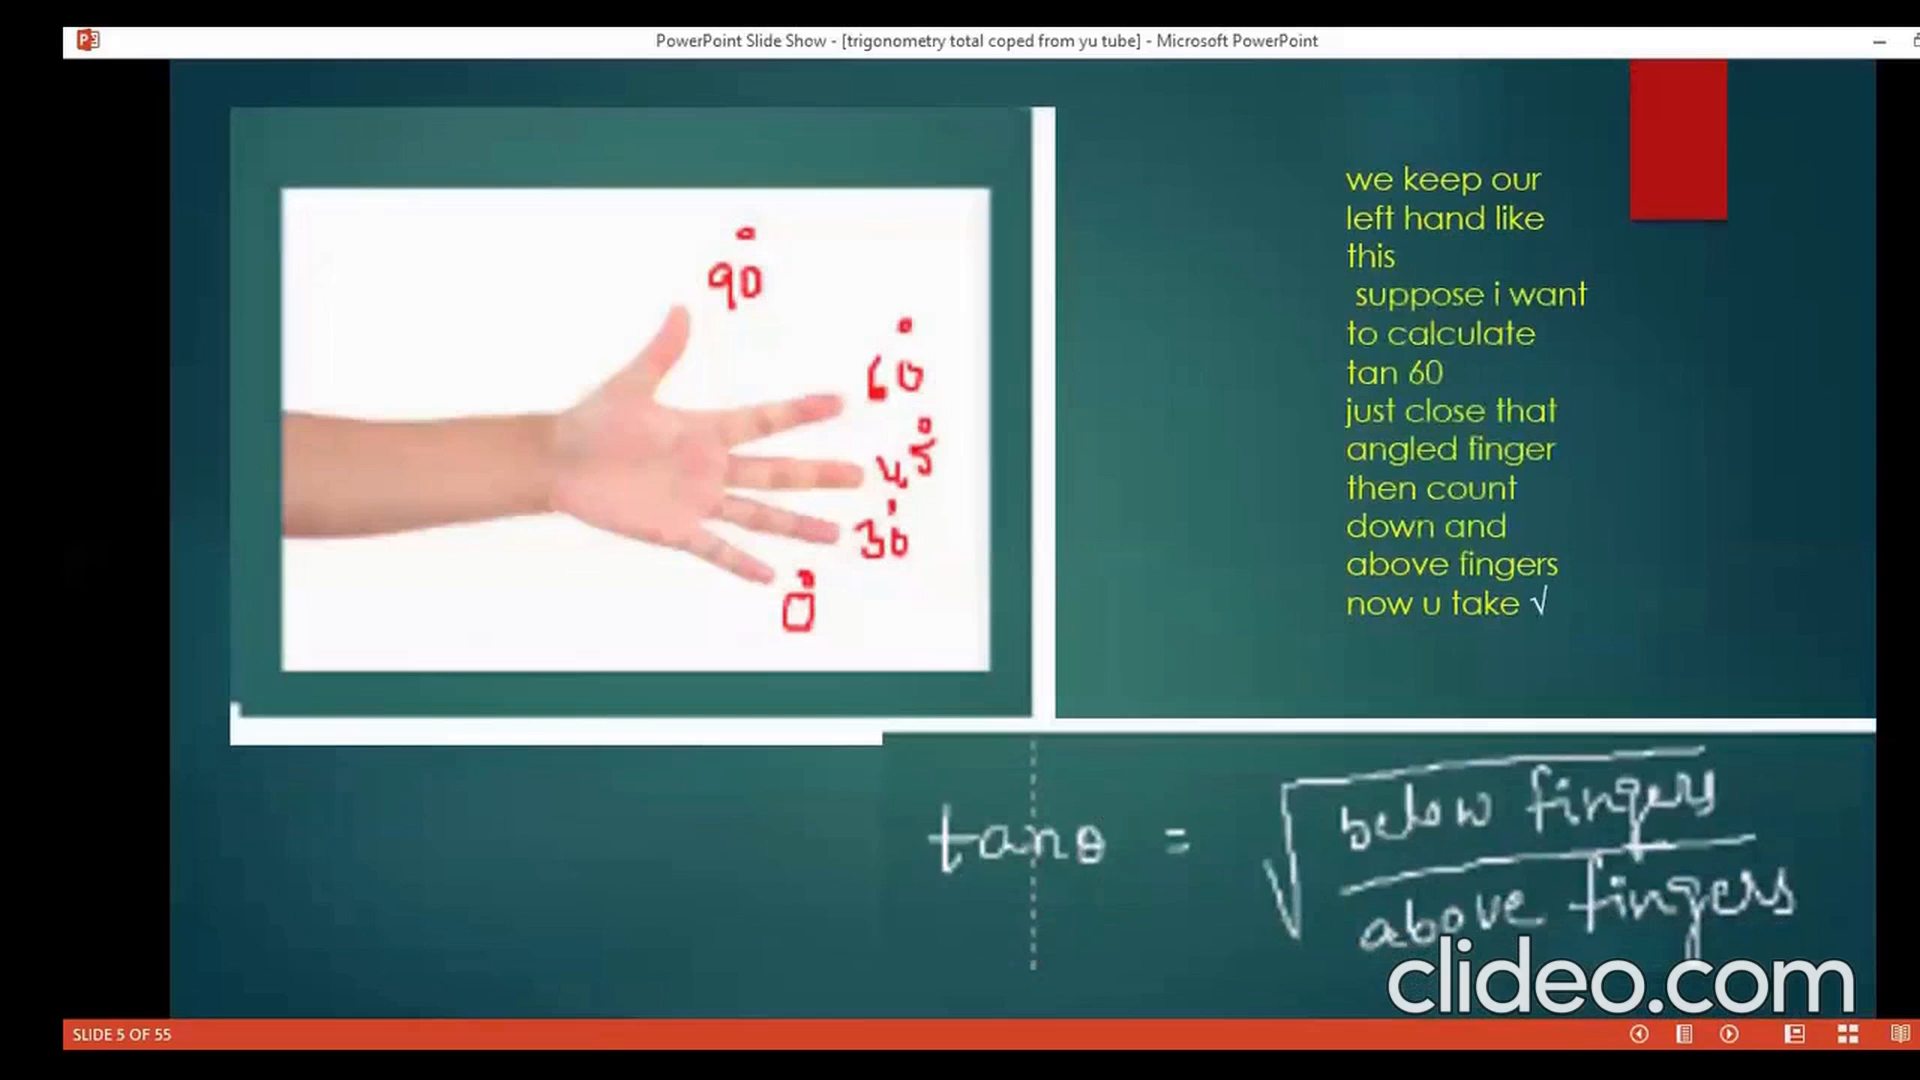 PowerPoint Slide Show - [trigonometry total coped from yu tube] - Microsoft PowerPoint
90°
60°
45°
30°
0°
we keep our
left hand like
this
suppose i want
to calculate
tan 60
just close that
angled finger
then count
down and
above fingers
now u take √
tanθ = √
below fingers
above fingers
clideo.com
SLIDE 5 OF 55